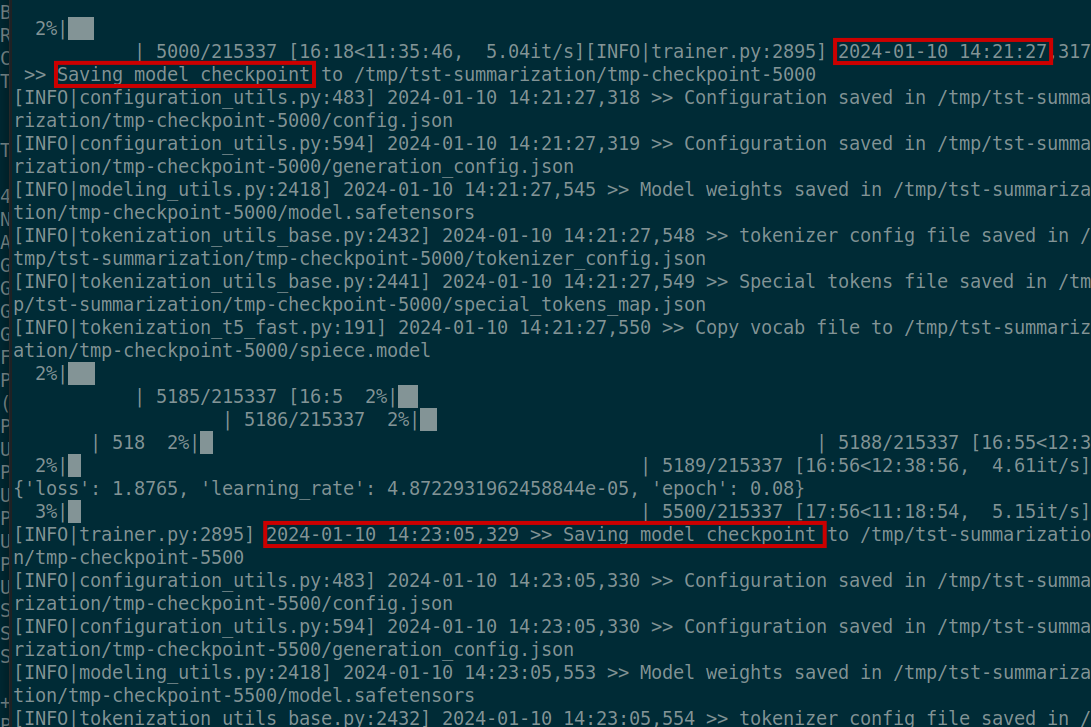 2%|
| 5000/215337 [16:18<11:35:46,  5.04it/s][INFO|trainer.py:2895] 2024-01-10 14:21:27,317
>> Saving model checkpoint to /tmp/tst-summarization/tmp-checkpoint-5000
[INFO|configuration_utils.py:483] 2024-01-10 14:21:27,318 >> Configuration saved in /tmp/tst-summa
rization/tmp-checkpoint-5000/config.json
[INFO|configuration_utils.py:594] 2024-01-10 14:21:27,319 >> Configuration saved in /tmp/tst-summa
rization/tmp-checkpoint-5000/generation_config.json
[INFO|modeling_utils.py:2418] 2024-01-10 14:21:27,545 >> Model weights saved in /tmp/tst-summariza
tion/tmp-checkpoint-5000/model.safetensors
[INFO|tokenization_utils_base.py:2432] 2024-01-10 14:21:27,548 >> tokenizer config file saved in /
tmp/tst-summarization/tmp-checkpoint-5000/tokenizer_config.json
[INFO|tokenization_utils_base.py:2441] 2024-01-10 14:21:27,549 >> Special tokens file saved in /tm
p/tst-summarization/tmp-checkpoint-5000/special_tokens_map.json
[INFO|tokenization_t5_fast.py:191] 2024-01-10 14:21:27,550 >> Copy vocab file to /tmp/tst-summariz
ation/tmp-checkpoint-5000/spiece.model
2%|
| 5185/215337 [16:5  2%|
| 5186/215337  2%|
| 518  2%| | 5188/215337 [16:55<12:3
2%| | 5189/215337 [16:56<12:38:56,  4.61it/s]
{'loss': 1.8765, 'learning_rate': 4.8722931962458844e-05, 'epoch': 0.08}
3%| | 5500/215337 [17:56<11:18:54,  5.15it/s]
[INFO|trainer.py:2895] 2024-01-10 14:23:05,329 >> Saving model checkpoint to /tmp/tst-summarizatio
n/tmp-checkpoint-5500
[INFO|configuration_utils.py:483] 2024-01-10 14:23:05,330 >> Configuration saved in /tmp/tst-summa
rization/tmp-checkpoint-5500/config.json
[INFO|configuration_utils.py:594] 2024-01-10 14:23:05,330 >> Configuration saved in /tmp/tst-summa
rization/tmp-checkpoint-5500/generation_config.json
[INFO|modeling_utils.py:2418] 2024-01-10 14:23:05,553 >> Model weights saved in /tmp/tst-summariza
tion/tmp-checkpoint-5500/model.safetensors
[INFO|tokenization_utils_base.py:2432] 2024-01-10 14:23:05,554 >> tokenizer config file saved in /